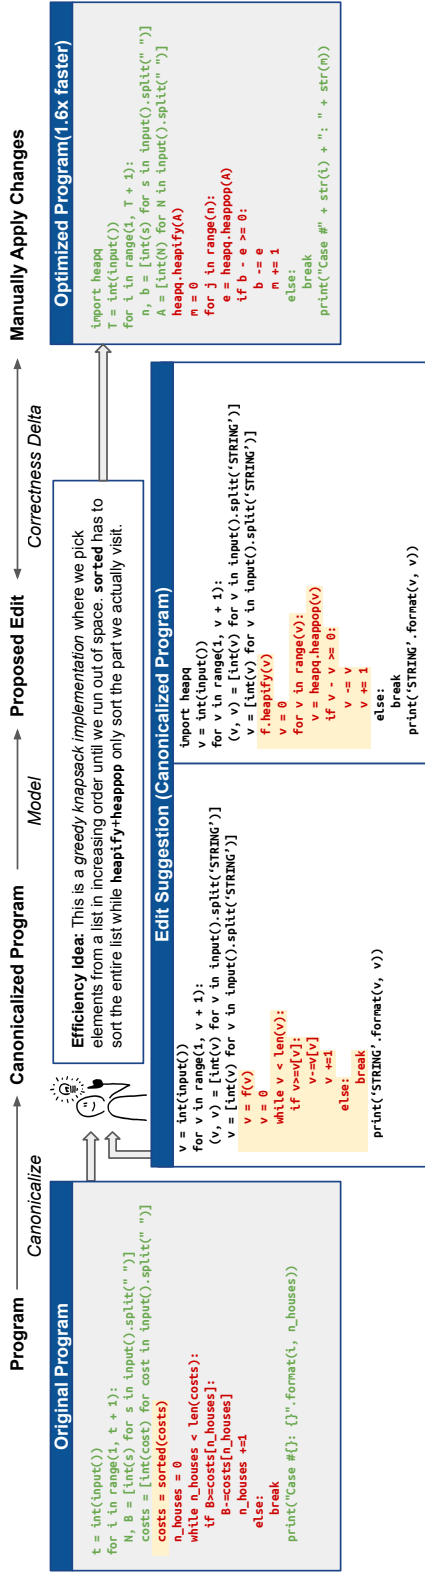 Program
Canonicalize
Canonicalized Program
Model
Proposed Edit
Correctness Delta
Manually Apply Changes
Original Program
t = int(input())
for i in range(1, t + 1):
N, B = [int(s) for s in input().split(" ")]
costs = [int(cost) for cost in input().split(" ")]
costs = sorted(costs)
n_houses = 0
while n_houses < len(costs):
if B>=costs[n_houses]:
B-=costs[n_houses]
n_houses +=1
else:
break
print("Case #{}: {}".format(i, n_houses))
Efficiency Idea: This is a greedy knapsack implementation where we pick
elements from a list in increasing order until we run out of space. sorted has to
sort the entire list while heapify+heappop only sort the part we actually visit.
Edit Suggestion (Canonicalized Program)
v = int(input())
for v in range(1, v + 1):
(v, v) = [int(v) for v in input().split(‘STRING’)]
v = [int(v) for v in input().split(‘STRING’)]
v = f(v)
v = 0
while v < len(v):
if v>=v[v]:
v-=v[v]
v +=1
else:
break
print(‘STRING’.format(v, v))
import heapq
v = int(input())
for v in range(1, v + 1):
(v, v) = [int(v) for v in input().split(‘STRING’)]
v = [int(v) for v in input().split(‘STRING’)]
f.heapify(v)
v = 0
for v in range(v):
v = heapq.heappop(v)
if v - v >= 0:
v -= v
v += 1
else:
break
print(‘STRING’.format(v, v))
Optimized Program(1.6x faster)
import heapq
T = int(input())
for i in range(1, T + 1):
n, b = [int(s) for s in input().split(" ")]
A = [int(N) for N in input().split(" ")]
heapq.heapify(A)
m = 0
for j in range(n):
e = heapq.heappop(A)
if b - e >= 0:
b -= e
m += 1
else:
break
print("Case #" + str(i) + ": " + str(m))